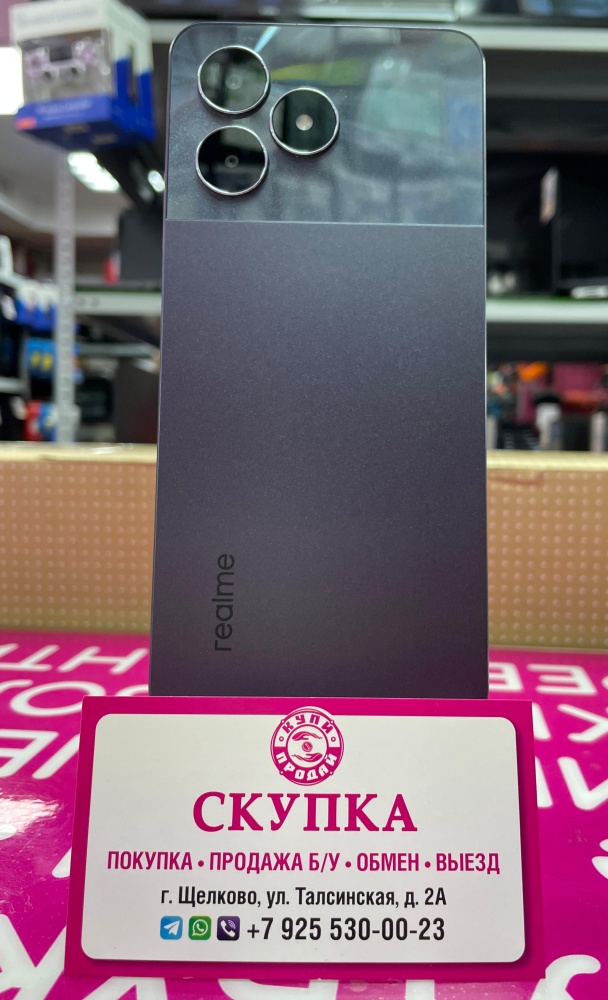 realme
КУПИ
ПРОДАЙ
СКУПКА
ПОКУПКА • ПРОДАЖА Б/У • ОБМЕН • ВЫЕЗД
г. Щелково, ул. Талсинская, д. 2А
+7 925 530-00-23